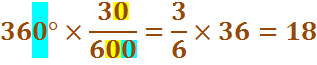 360° × 30/600 = 3/6 × 36 = 18